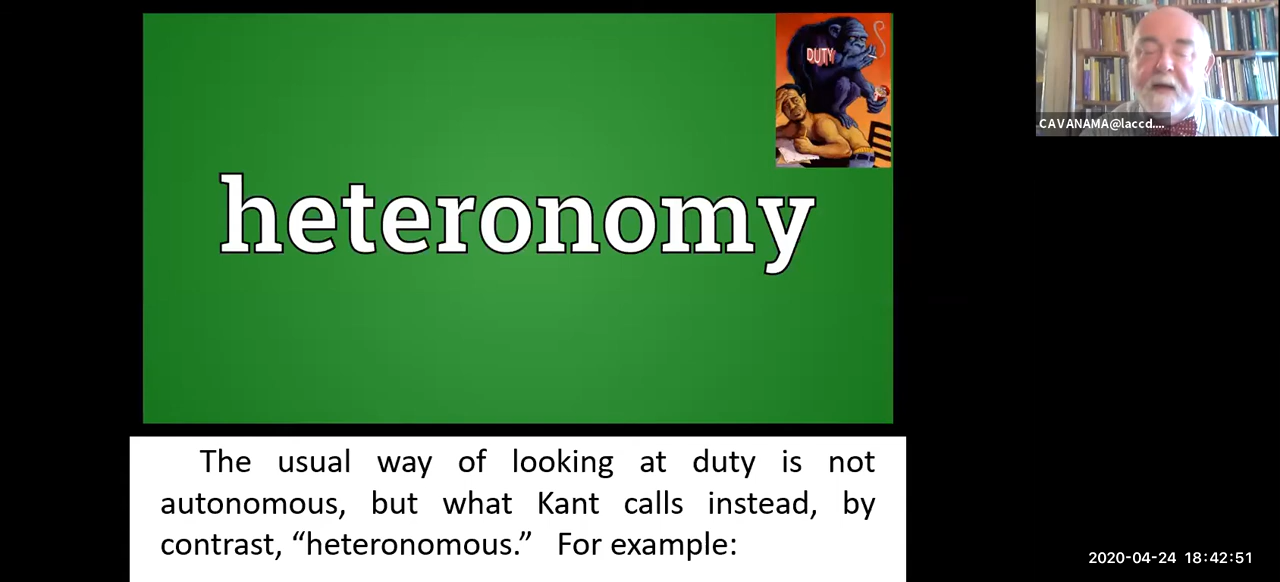 DUTY
heteronomy
CAVANAMA@laccd....
The usual way of looking at duty is not
autonomous, but what Kant calls instead, by
contrast, “heteronomous.” For example:
2020-04-24 18:42:51